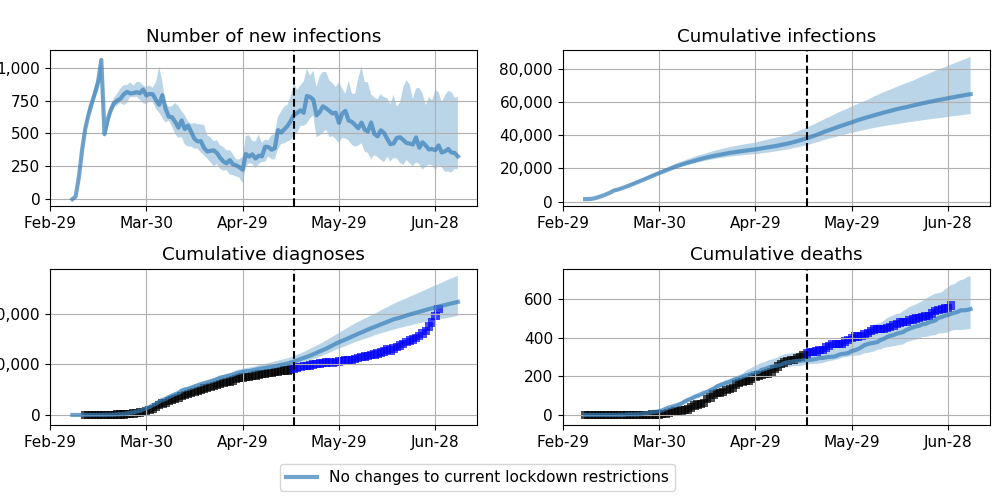 Number of new infections
1,000
750
500
250
0
Feb-29 Mar-30 Apr-29 May-29 Jun-28
Cumulative infections
80,000
60,000
40,000
20,000
0
Feb-29 Mar-30 Apr-29 May-29 Jun-28
Cumulative diagnoses
0,000
0,000
0
Feb-29 Mar-30 Apr-29 May-29 Jun-28
Cumulative deaths
600
400
200
0
Feb-29 Mar-30 Apr-29 May-29 Jun-28
No changes to current lockdown restrictions